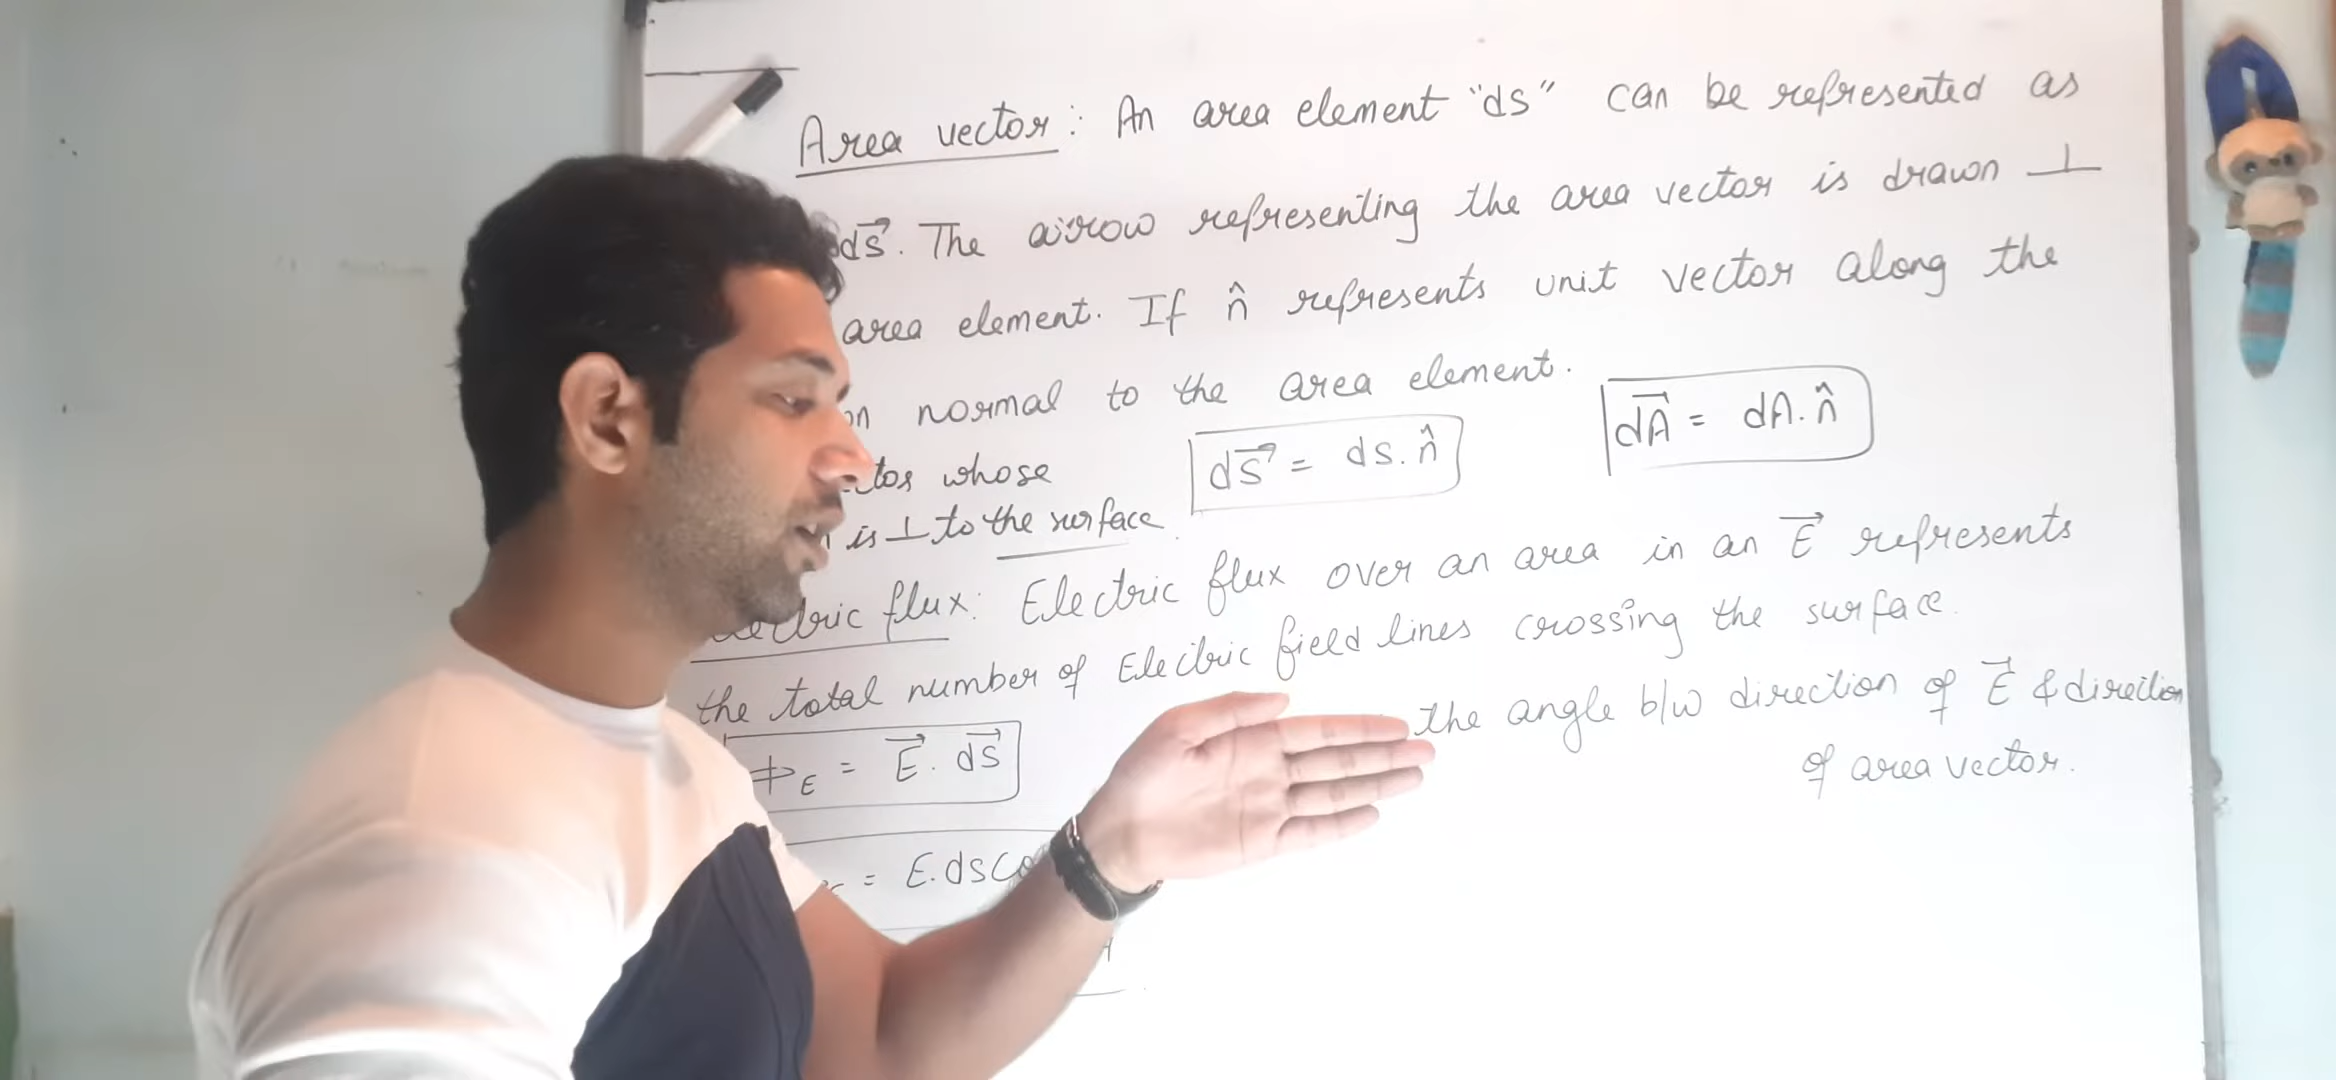 Area vector: An area element "ds" can be represented as
ds⃗. The arrow representing the area vector is drawn ⊥
area element. If n̂ represents unit vector along the
normal to the area element.
whose
is ⊥ to the surface
ds⃗ = ds.n̂
dA⃗ = dA.n̂
flux: Electric flux over an area in an E⃗ represents
the total number of Electric field lines crossing the surface.
ϕE = E⃗. ds⃗
the angle b/w direction of E⃗ & direction
of area vector.
= E.ds